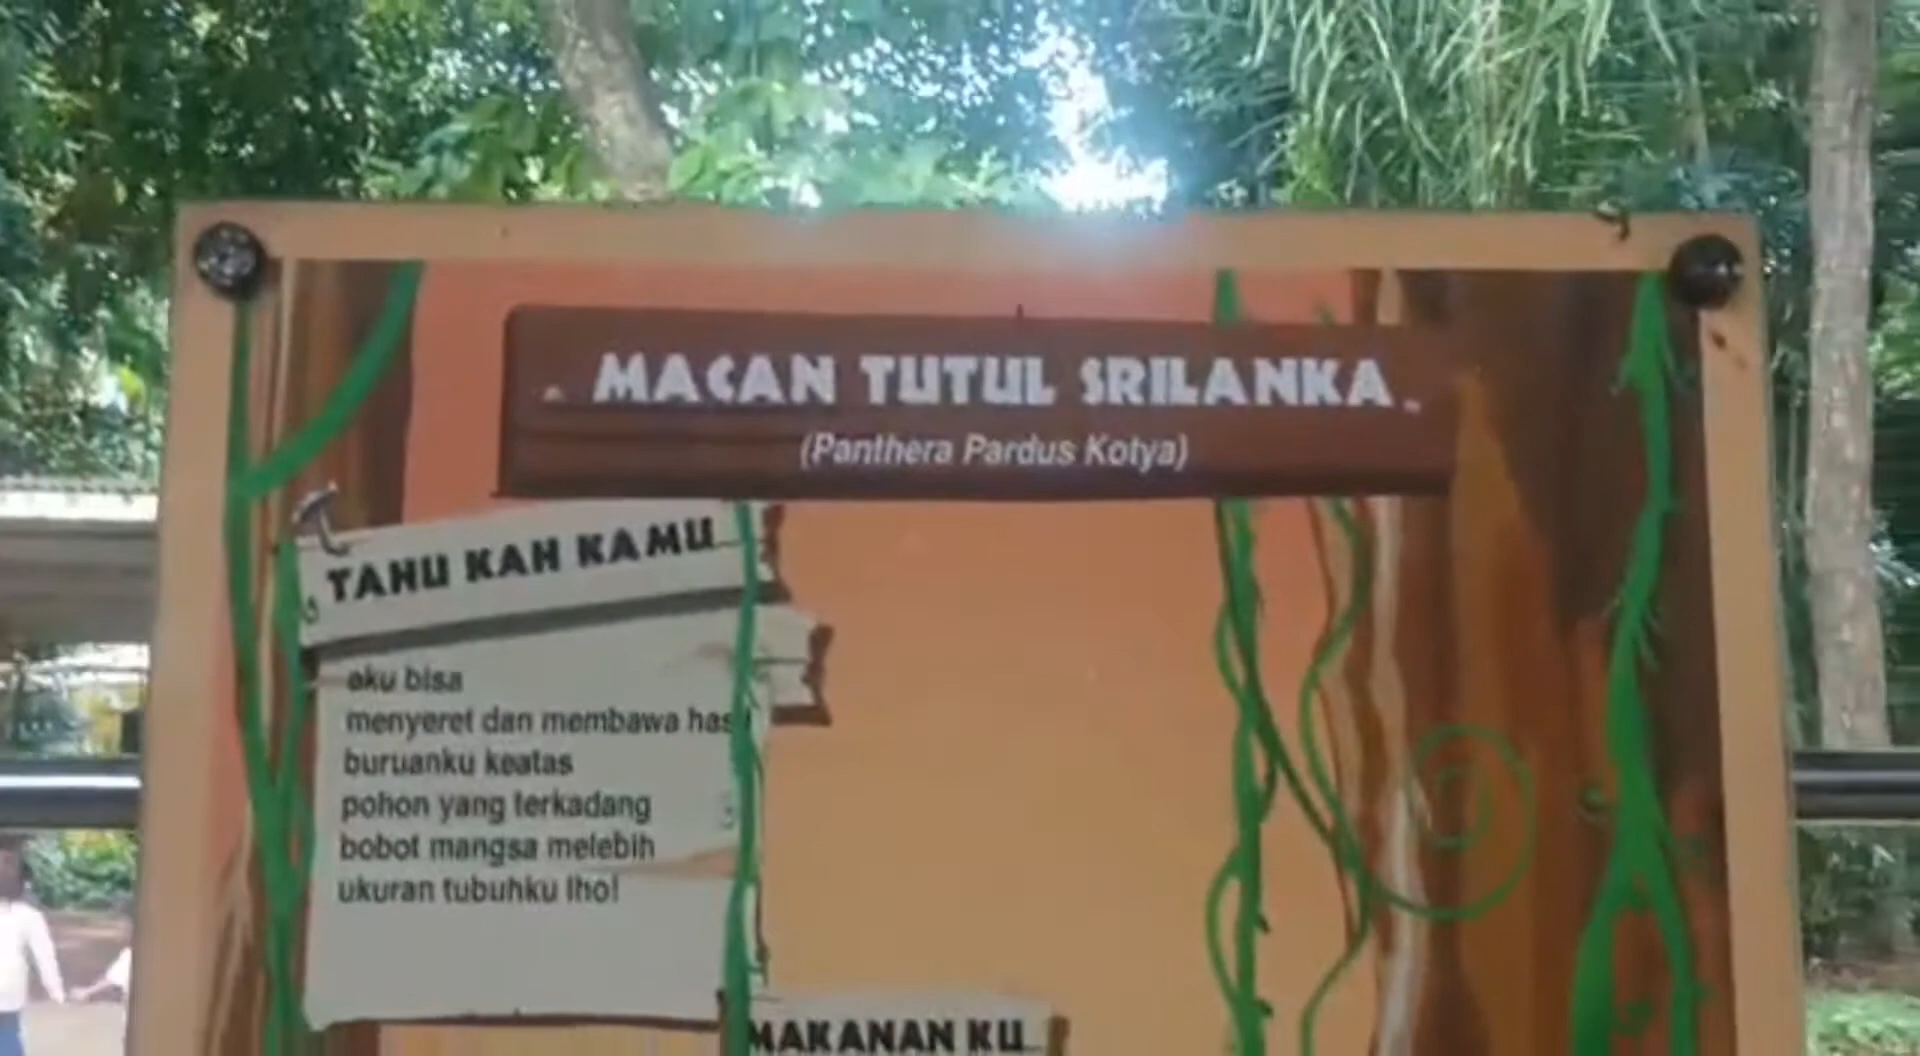 MACAN TUTUL SRILANKA
(Panthera Pardus Kotya)
TAHU KAH KAMU
aku bisa
menyeret dan membawa hasil
buruanku keatas
pohon yang terkadang
bobot mangsa melebih
ukuran tubuhku lho!
MAKANAN KU